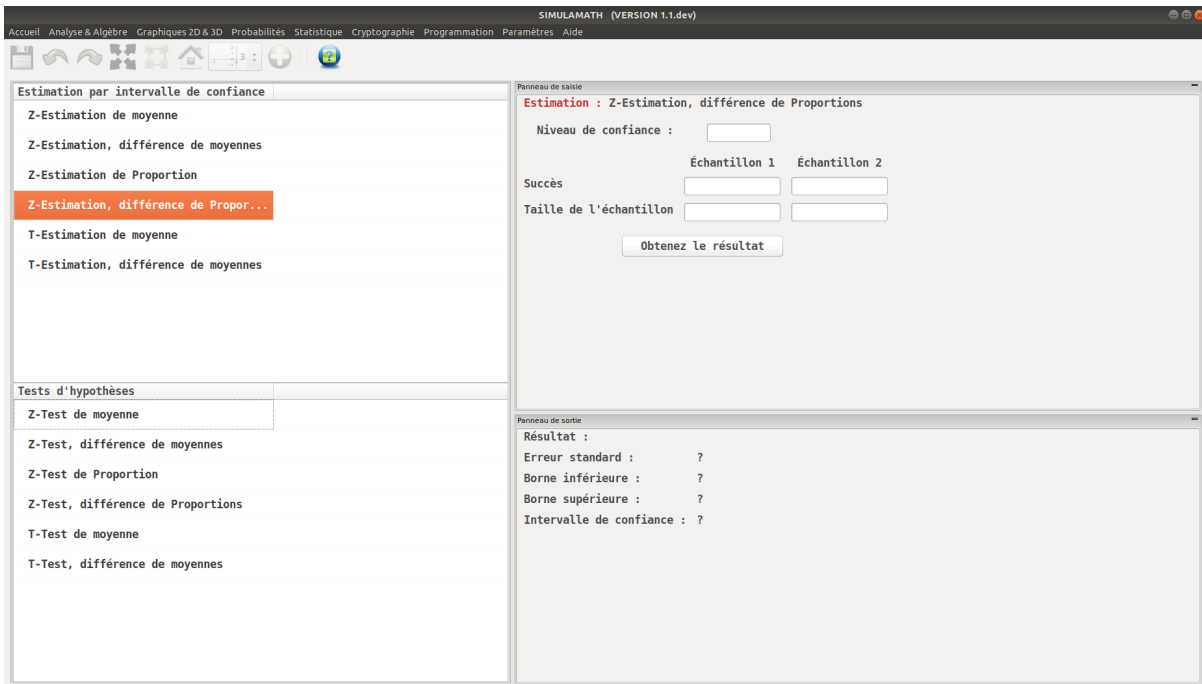 SIMULAMATH (VERSION 1.1.dev)
Accueil Analyse & Algèbre Graphiques 2D & 3D Probabilités Statistique Cryptographie Programmation Paramètres Aide
3
Estimation par intervalle de confiance
Z-Estimation de moyenne
Z-Estimation, différence de moyennes
Z-Estimation de Proportion
Z-Estimation, différence de Propor...
T-Estimation de moyenne
T-Estimation, différence de moyennes
Tests d'hypothèses
Z-Test de moyenne
Z-Test, différence de moyennes
Z-Test de Proportion
Z-Test, différence de Proportions
T-Test de moyenne
T-Test, différence de moyennes
Panneau de saisie
Estimation : Z-Estimation, différence de Proportions
Niveau de confiance :
Échantillon 1 Échantillon 2
Succès
Taille de l'échantillon
Obtenez le résultat
Panneau de sortie
Résultat :
Erreur standard : ?
Borne inférieure : ?
Borne supérieure : ?
Intervalle de confiance : ?